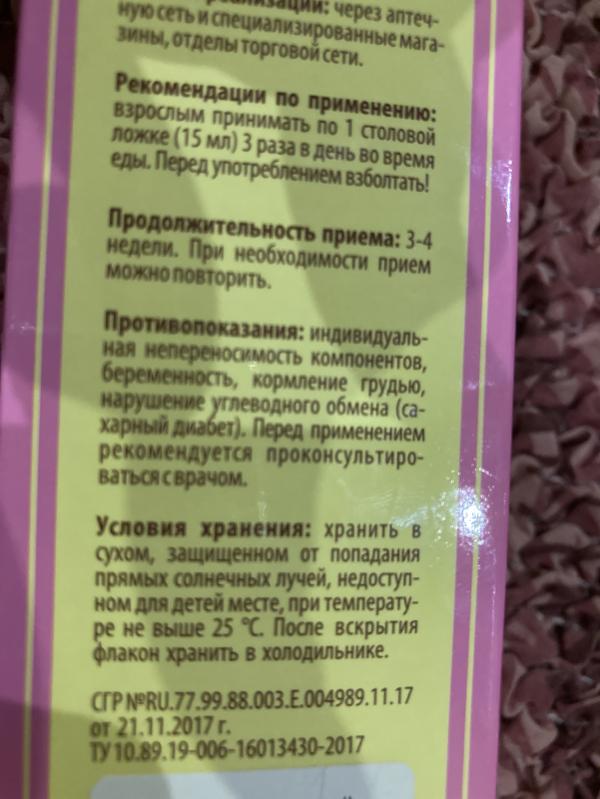 реализации: через аптеч-
ную сеть и специализированные мага-
зины, отделы торговой сети.
Рекомендации по применению:
взрослым принимать по 1 столовой
ложке (15 мл) 3 раза в день во время
еды. Перед употреблением взболтать!
Продолжительность приема: 3-4
недели. При необходимости прием
можно повторить.
Противопоказания: индивидуаль-
ная непереносимость компонентов,
беременность, кормление грудью,
нарушение углеводного обмена (са-
харный диабет). Перед применением
рекомендуется проконсультиро-
ваться с врачом.
Условия хранения: хранить в
сухом, защищенном от попадания
прямых солнечных лучей, недоступ-
ном для детей месте, при температу-
ре не выше 25 °С. После вскрытия
флакон хранить в холодильнике.
СГР №RU.77.99.88.003.Е.004989.11.17
от 21.11.2017 г.
ТУ 10.89.19-006-16013430-2017